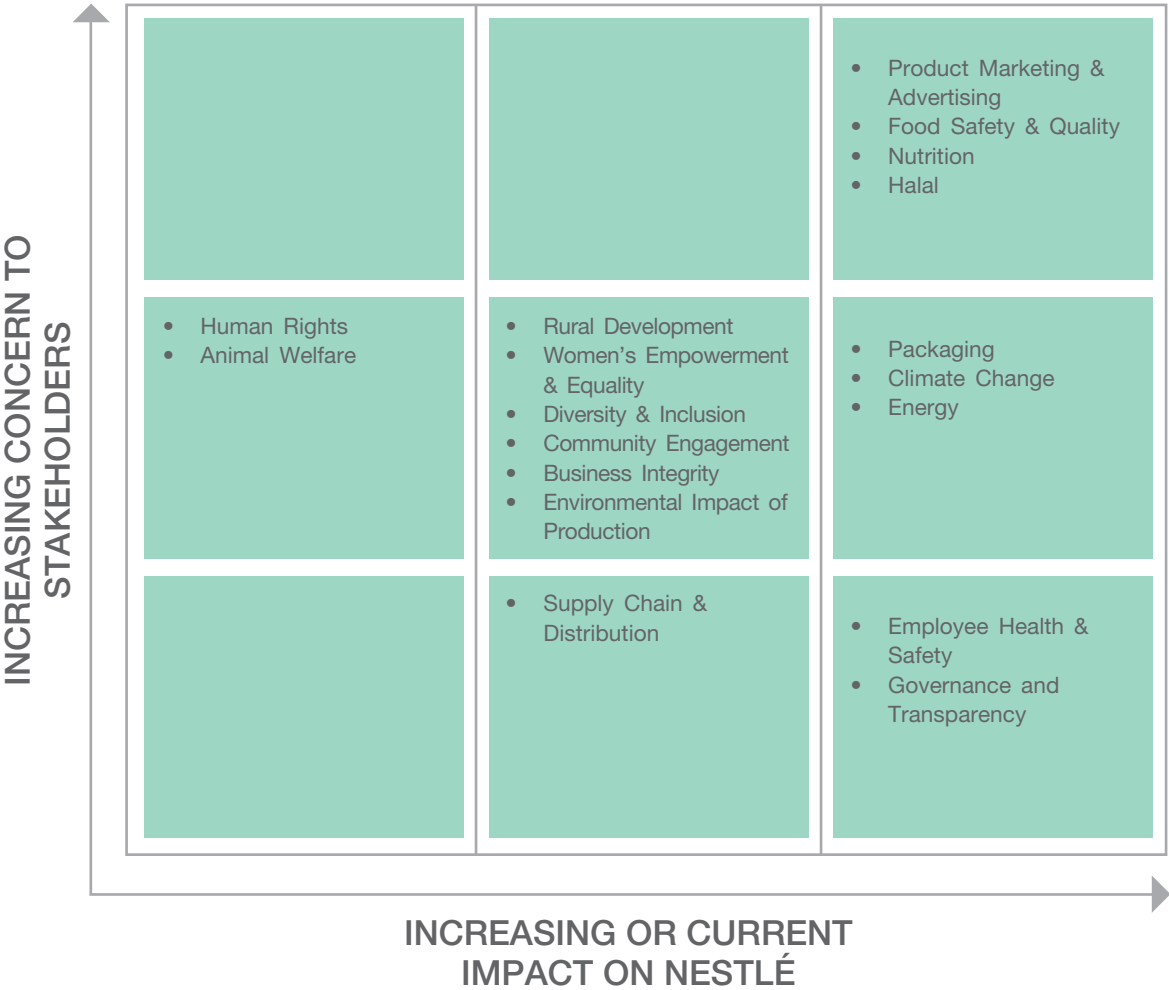 INCREASING CONCERN TO
STAKEHOLDERS
• Product Marketing &
Advertising
• Food Safety & Quality
• Nutrition
• Halal
• Human Rights
• Animal Welfare
• Rural Development
• Women’s Empowerment
& Equality
• Diversity & Inclusion
• Community Engagement
• Business Integrity
• Environmental Impact of
Production
• Packaging
• Climate Change
• Energy
• Supply Chain &
Distribution
• Employee Health &
Safety
• Governance and
Transparency
INCREASING OR CURRENT
IMPACT ON NESTLÉ